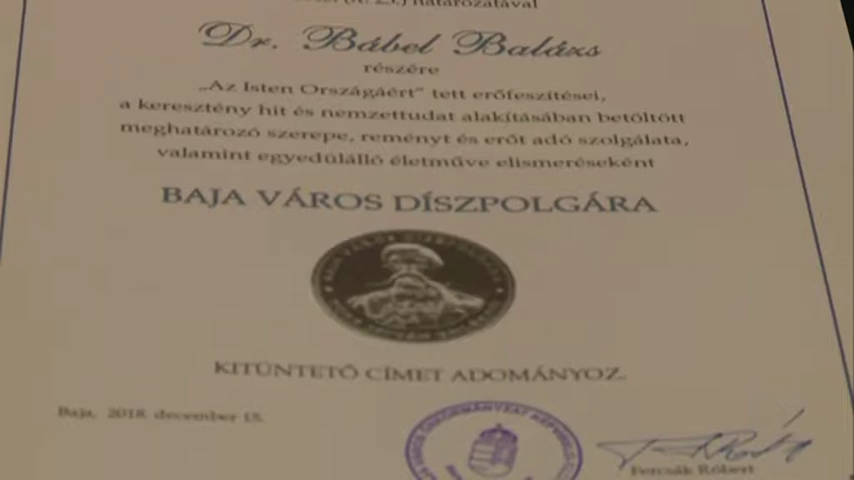 határozatával
Dr. Bábel Balázs
részére
„Az Isten Országáért" tett erőfeszítései,
a keresztény hit és nemzettudat alakításában betöltött
meghatározó szerepe, reményt és erőt adó szolgálata,
valamint egyedülálló életműve elismeréseként
BAJA VÁROS DÍSZPOLGÁRA
KITÜNTETŐ CÍMET ADOMÁNYOZ.
Baja, 2018. december 15.
Fercsák Róbert